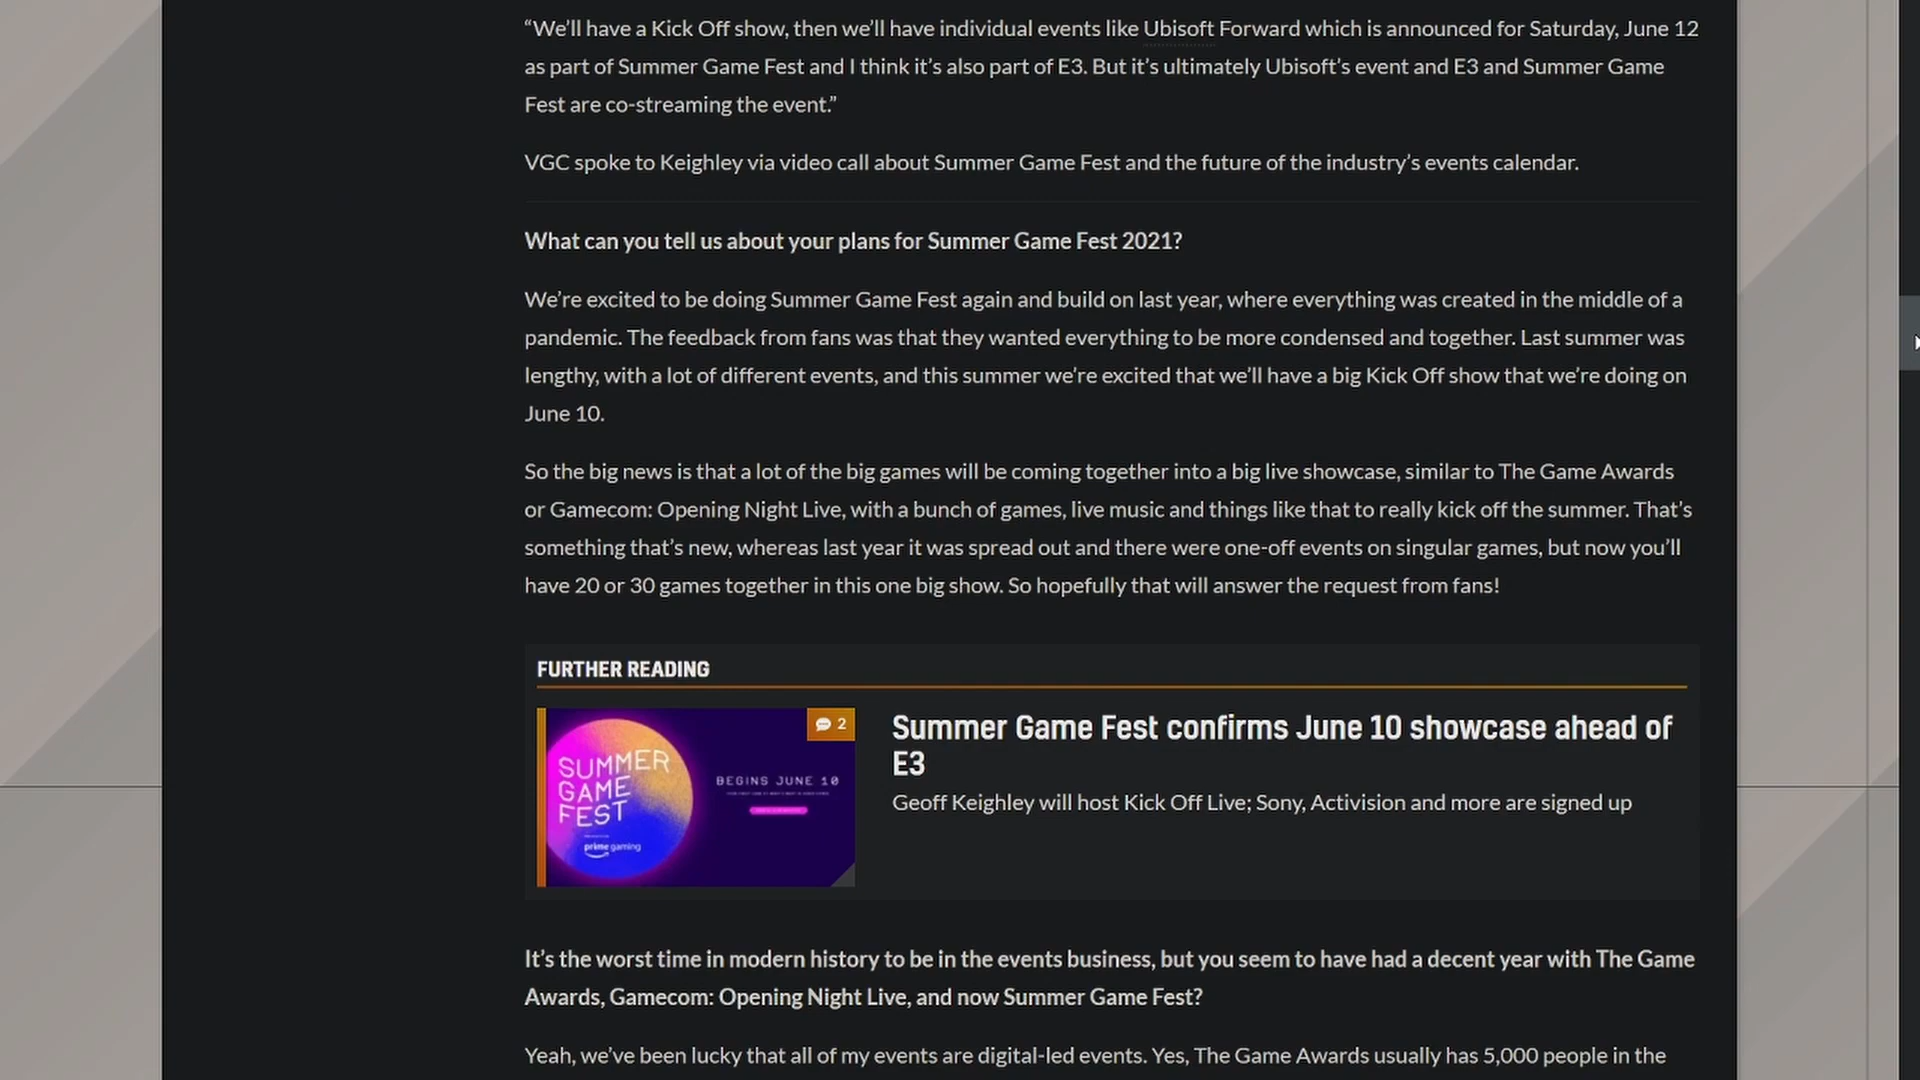 “We’ll have a Kick Off show, then we’ll have individual events like Ubisoft Forward which is announced for Saturday, June 12
as part of Summer Game Fest and I think it’s also part of E3. But it’s ultimately Ubisoft’s event and E3 and Summer Game
Fest are co-streaming the event.”
VGC spoke to Keighley via video call about Summer Game Fest and the future of the industry’s events calendar.
What can you tell us about your plans for Summer Game Fest 2021?
We’re excited to be doing Summer Game Fest again and build on last year, where everything was created in the middle of a
pandemic. The feedback from fans was that they wanted everything to be more condensed and together. Last summer was
lengthy, with a lot of different events, and this summer we’re excited that we’ll have a big Kick Off show that we’re doing on
June 10.
So the big news is that a lot of the big games will be coming together into a big live showcase, similar to The Game Awards
or Gamecom: Opening Night Live, with a bunch of games, live music and things like that to really kick off the summer. That’s
something that’s new, whereas last year it was spread out and there were one-off events on singular games, but now you’ll
have 20 or 30 games together in this one big show. So hopefully that will answer the request from fans!
FURTHER READING
2
SUMMER
GAME
FEST
prime gaming
BEGINS JUNE 10
Summer Game Fest confirms June 10 showcase ahead of
E3
Geoff Keighley will host Kick Off Live; Sony, Activision and more are signed up
It’s the worst time in modern history to be in the events business, but you seem to have had a decent year with The Game
Awards, Gamecom: Opening Night Live, and now Summer Game Fest?
Yeah, we’ve been lucky that all of my events are digital-led events. Yes, The Game Awards usually has 5,000 people in the